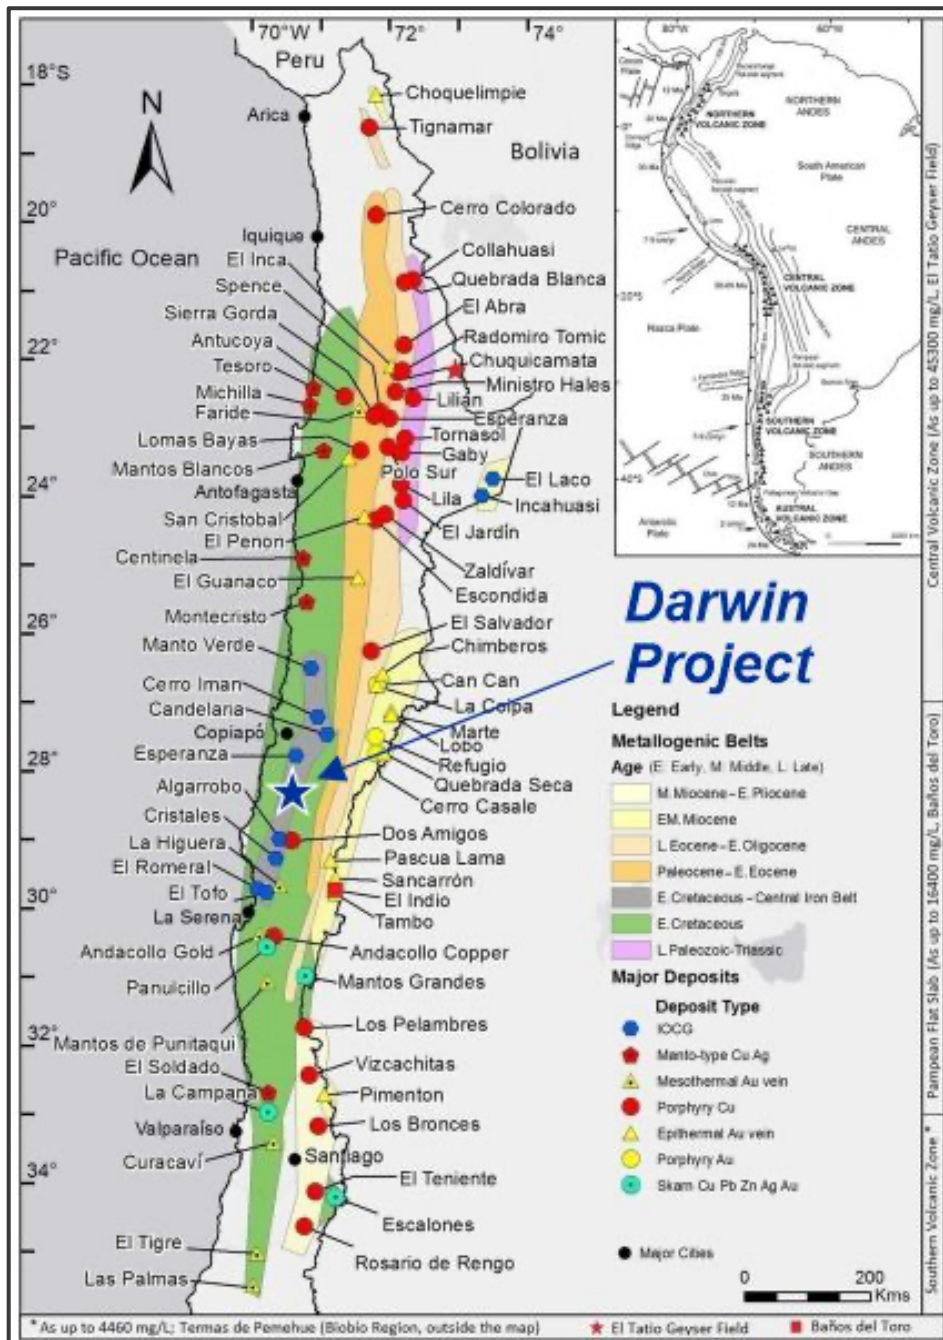 70°W
72°
74°
Peru
18°S
Choquelimpie
N
Arica
Tignamar
Bolivia
20°
Cerro Colorado
Iquique
Pacific Ocean
El Inca
Collahuasi
Spence
Quebrada Blanca
Sierra Gorda
El Abra
Antucoya
Radomiro Tomic
22°
Tesoro
Chuquicamata
Michilla
Ministro Hales
Faride
Lilian
Esperanza
Lomas Bayas
Tornasol
Mantos Blancos
Gaby
Polo Sur
El Laco
24°
Antofagasta
Lila
Incahuasi
San Cristobal
El Jardín
El Penon
Centinela
Zaldívar
El Guanaco
Escondida
Montecristo
26°
El Salvador
Manto Verde
Chimberos
Cerro Iman
Can Can
Candelaria
La Coipa
Copiapó
Marte
Esperanza
Lobo
28°
Refugio
Algarrobo
Quebrada Seca
Cristales
Cerro Casale
La Higuera
Dos Amigos
El Romeral
Pascua Lama
30°
El Tofo
Sancarrón
La Serena
El Indio
Tambo
Andacollo Gold
Andacollo Copper
Panulcillo
Mantos Grandes
32°
Mantos de Punitaqui
Los Pelambres
El Soldado
Vizcachitas
La Campana
Pimenton
Valparaíso
Los Bronces
Curacaví
Santiago
34°
El Teniente
Escalones
El Tigre
Rosario de Rengo
Las Palmas
Darwin
Project
Legend
Metallogenic Belts
Age (E: Early, M: Middle, L: Late)
M.Miocene-E.Pliocene
EM.Miocene
L.Eocene-E.Oligocene
Paleocene-E.Eocene
E.Cretaceous-Central Iron Belt
E.Cretaceous
L.Paleozoic-Triassic
Major Deposits
Deposit Type
IOCG
Manto-type Cu Ag
Mesothermal Au vein
Porphyry Cu
Epithermal Au vein
Porphyry Au
Skarn Cu Pb Zn Ag Au
Major Cities
0 200
Kms
NORTHERN
ANDES
NORTHERN
VOLCANIC ZONE
South American
Plate
CENTRAL
ANDES
CENTRAL
VOLCANIC ZONE
Nazca Plate
SOUTHERN
VOLCANIC ZONE
SOUTHERN
ANDES
AUSTRAL
VOLCANIC ZONE
Antarctic
Plate
Central Volcanic Zone (As up to 45300 mg/L, El Tatio Geyser Field)
Pampean Flat Slab (As up to 16400 mg/L, Baños del Toro)
Southern Volcanic Zone *
* As up to 4460 mg/L; Termas de Pemehue (Biobio Region, outside the map)
El Tatio Geyser Field
Baños del Toro